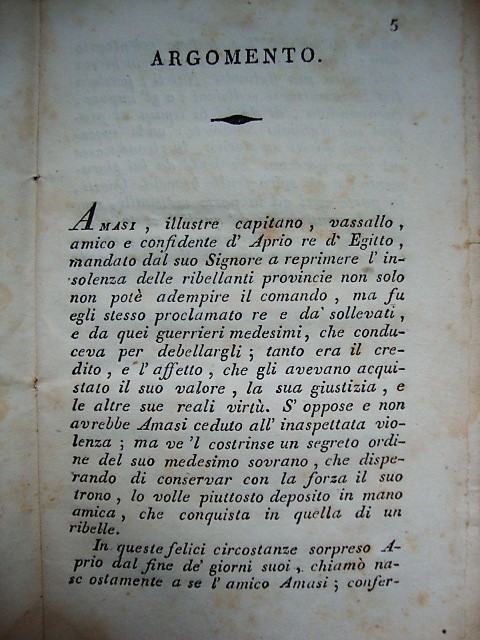 5
ARGOMENTO.
AMASI, illustre capitano, vassallo,
amico e confidente d' Aprio re d' Egitto,
mandato dal suo Signore a reprimere l' in-
solenza delle ribellanti provincie non solo
non potè adempire il comando, ma fu
egli stesso proclamato re e da' sollevati,
e da quei guerrieri medesimi, che condu-
ceva per debellargli; tanto era il cre-
dito, e l' affetto, che gli avevano acqui-
stato il suo valore, la sua giustizia, e
le altre sue reali virtù. S' oppose e non
avrebbe Amasi ceduto all' inaspettata vio-
lenza; ma ve 'l costrinse un segreto ordi-
ne del suo medesimo sovrano, che dispe-
rando di conservar con la forza il suo
trono, lo volle piuttosto deposito in mano
amica, che conquista in quella di un
ribelle.
In queste felici circostanze sorpreso A-
prio dal fine de' giorni suoi, chiamò na-
sc ostamente a se l' amico Amasi; confer-